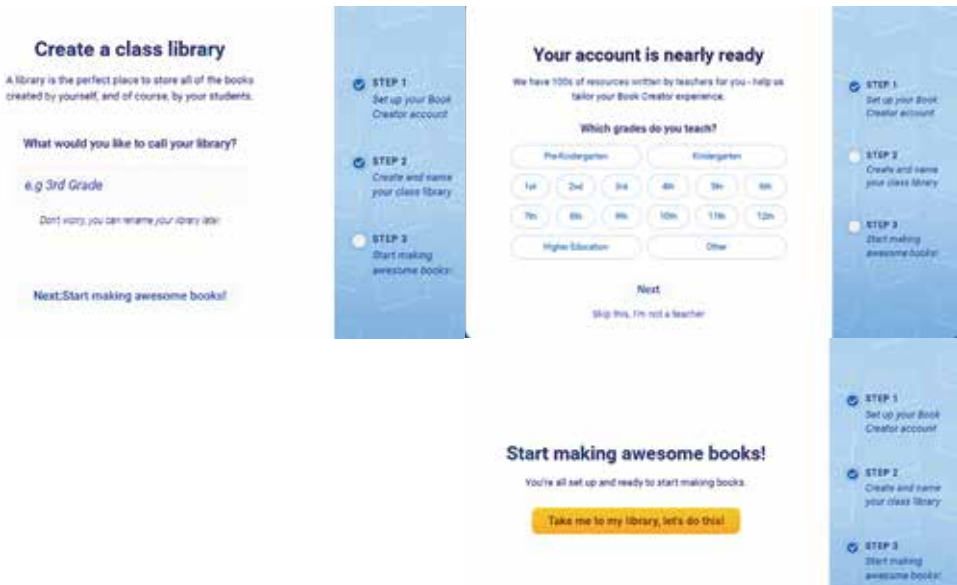 Create a class library
A library is the perfect place to store all of the books
created by yourself, and of course, by your students.
What would you like to call your library?
e.g 3rd Grade
Don't worry, you can rename your library later
Next:Start making awesome books!
STEP 1
Set up your Book
Creator account
STEP 2
Create and name
your class library
STEP 3
Start making
awesome books!
Your account is nearly ready
We have 100s of resources written by teachers for you - help us
tailor your Book Creator experience.
Which grades do you teach?
Pre-Kindergarten Kindergarten
1st 2nd 3rd 4th 5th 6th
7th 8th 9th 10th 11th 12th
Higher Education Other
Next
Skip this, I'm not a teacher
STEP 1
Set up your Book
Creator account
STEP 2
Create and name
your class library
STEP 3
Start making
awesome books!
Start making awesome books!
You're all set up and ready to start making books.
Take me to my library, let's do this!
STEP 1
Set up your Book
Creator account
STEP 2
Create and name
your class library
STEP 3
Start making
awesome books!